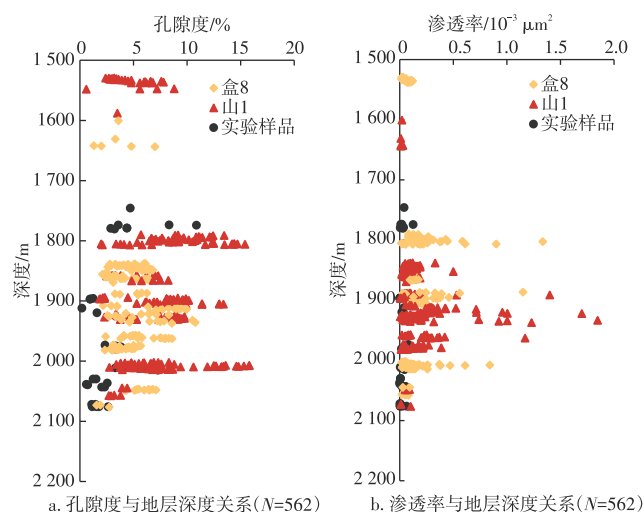 孔隙度/%
0 5 10 15 20
1 500
1600
1 700
1 800
1 900
2 000
2 100
2 200
深度/m
盒8
山1
实验样品
a. 孔隙度与地层深度关系(N=562)
渗透率/10⁻³ μm²
0 0.5 1.0 1.5 2.0
1 500
1 600
1 700
1 800
1 900
2 000
2 100
2 200
深度/m
盒8
山1
实验样品
b. 渗透率与地层深度关系(N=562)